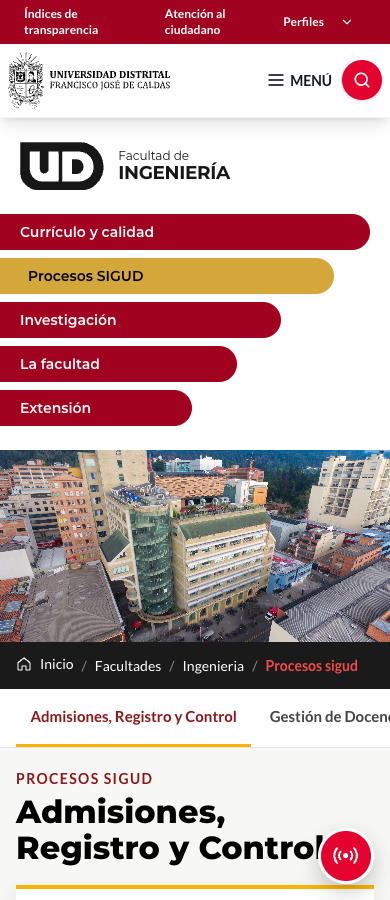 Índices de
transparencia
Atención al
ciudadano
Perfiles
UNIVERSIDAD DISTRITAL
FRANCISCO JOSÉ DE CALDAS
MENÚ
UD
Facultad de
INGENIERÍA
Currículo y calidad
Procesos SIGUD
Investigación
La facultad
Extensión
Inicio / Facultades / Ingenieria / Procesos sigud
Admisiones, Registro y Control
Gestión de Docen
PROCESOS SIGUD
Admisiones,
Registro y Control